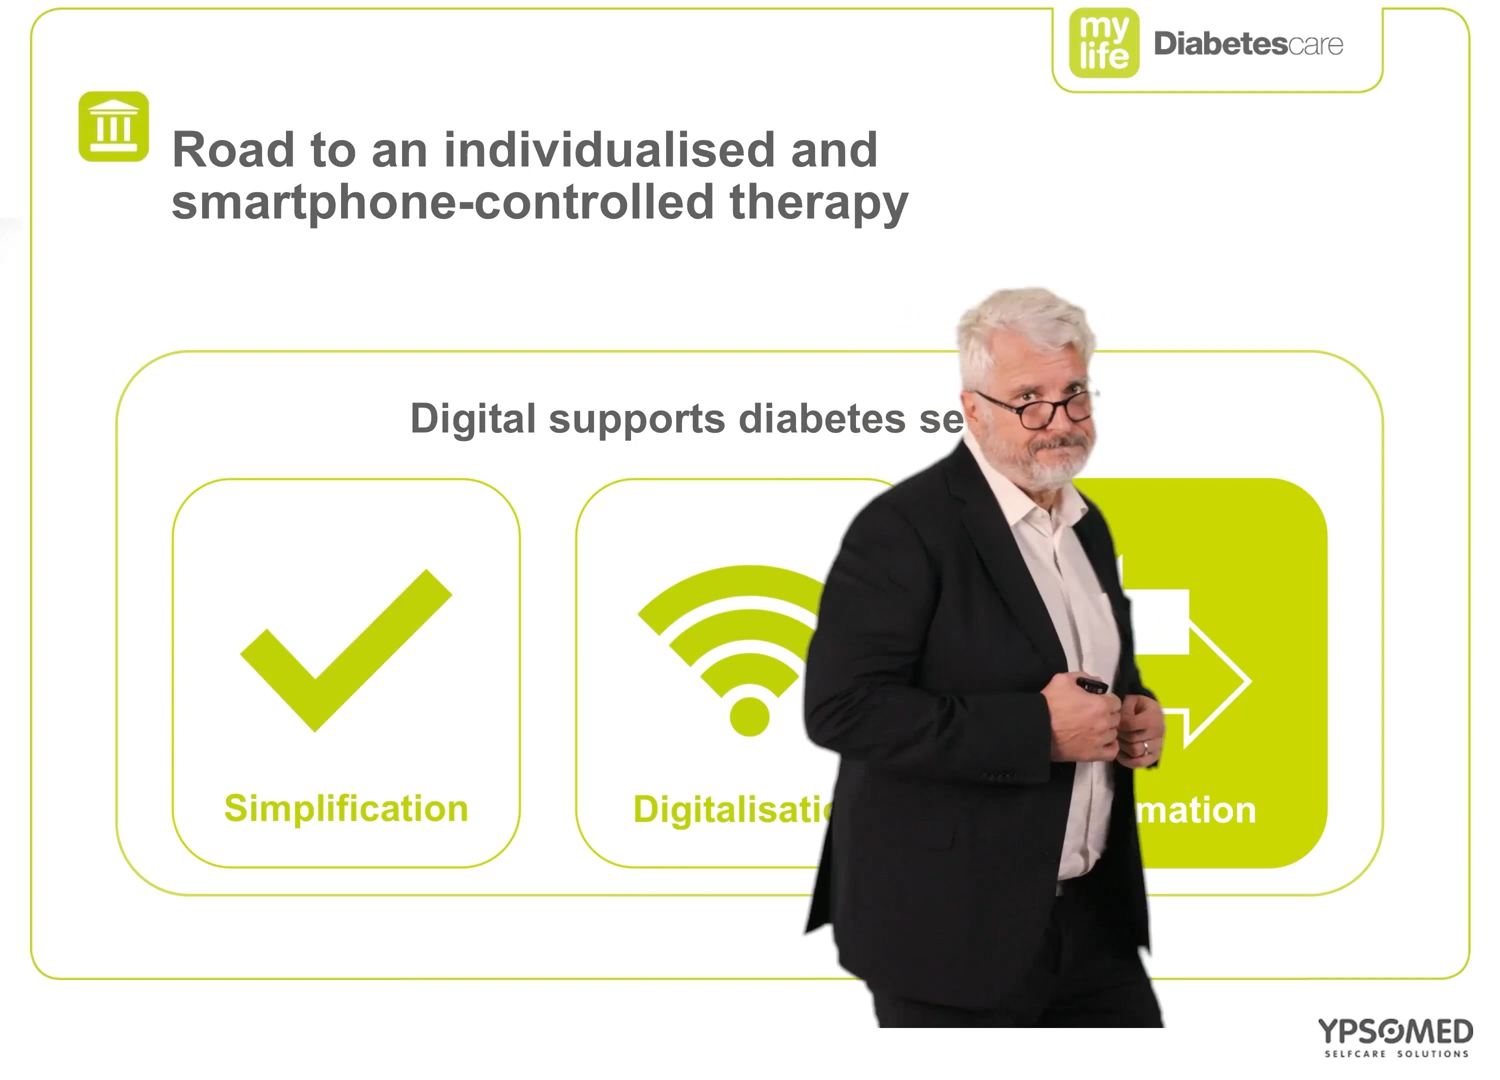 my
life
Diabetescare
Road to an individualised and
smartphone-controlled therapy
Digital supports diabetes se
Simplification
Digitalisati
mation
YPSOMED
SELFCARE SOLUTIONS